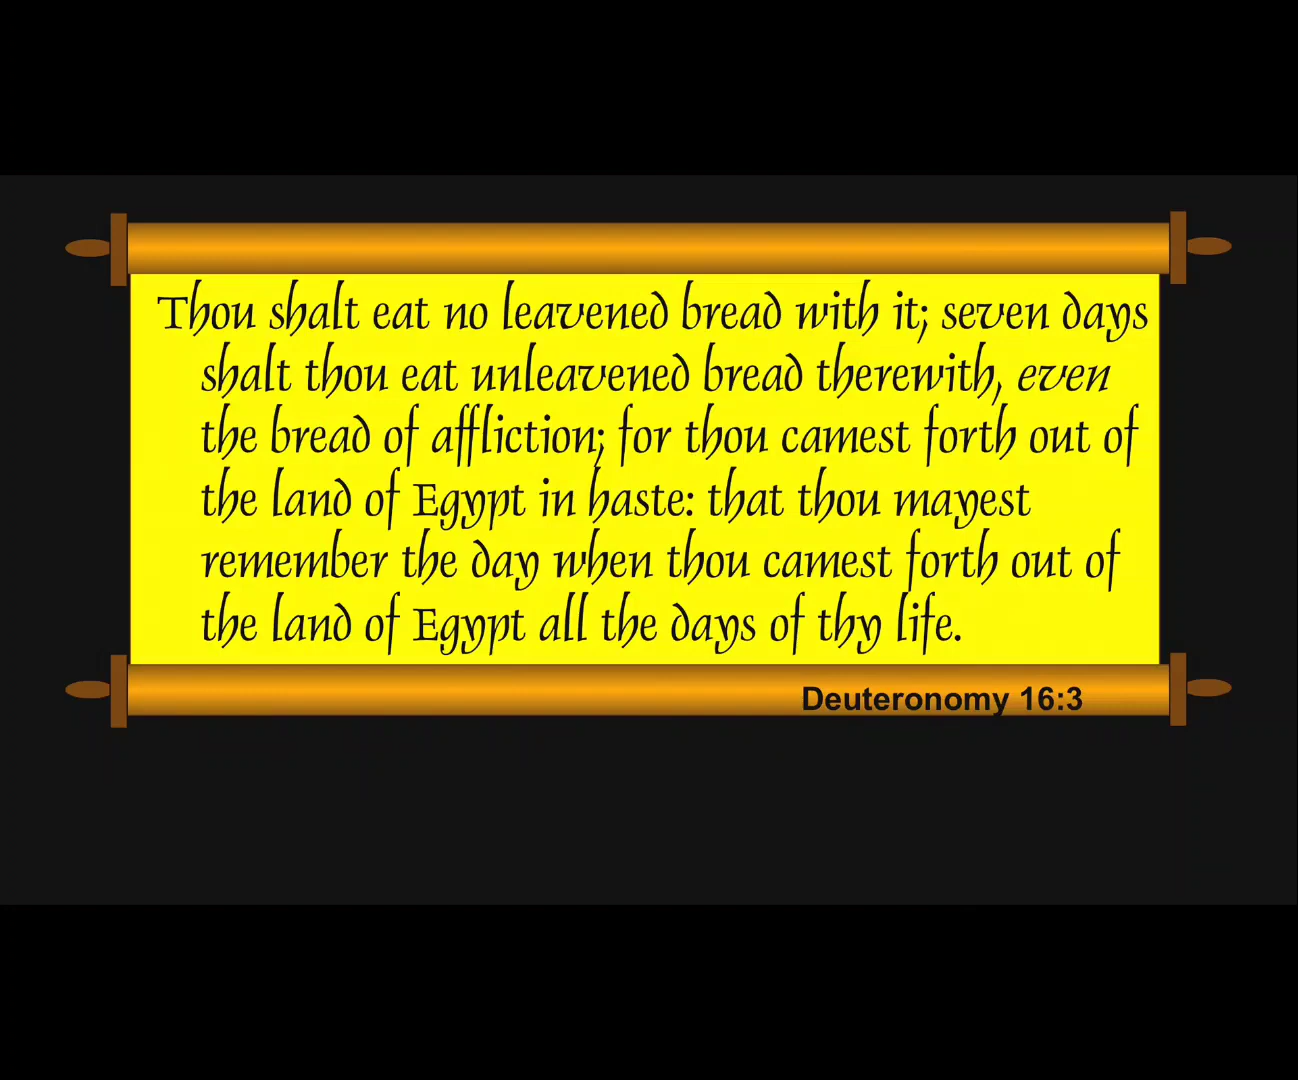 Thou shalt eat no leavened bread with it; seven days
shalt thou eat unleavened bread therewith, even
the bread of affliction; for thou camest forth out of
the land of Egypt in haste: that thou mayest
remember the day when thou camest forth out of
the land of Egypt all the days of thy life.
Deuteronomy 16:3